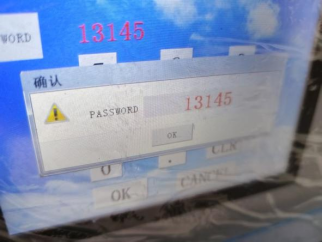 WORD 13145
确认
PASSWORD 13145
OK
0 . CLR
OK CANCEL